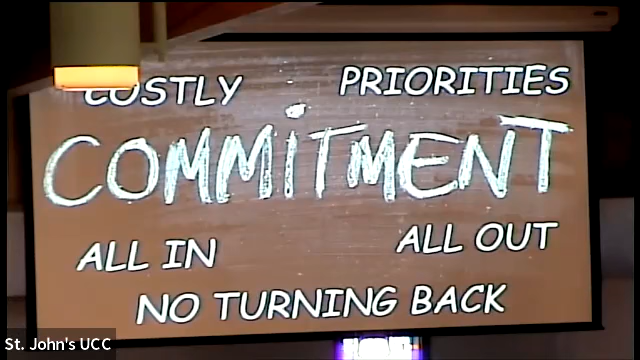 COSTLY PRIORITIES
COMMiTMENT
ALL IN ALL OUT
NO TURNING BACK
St. John's UCC